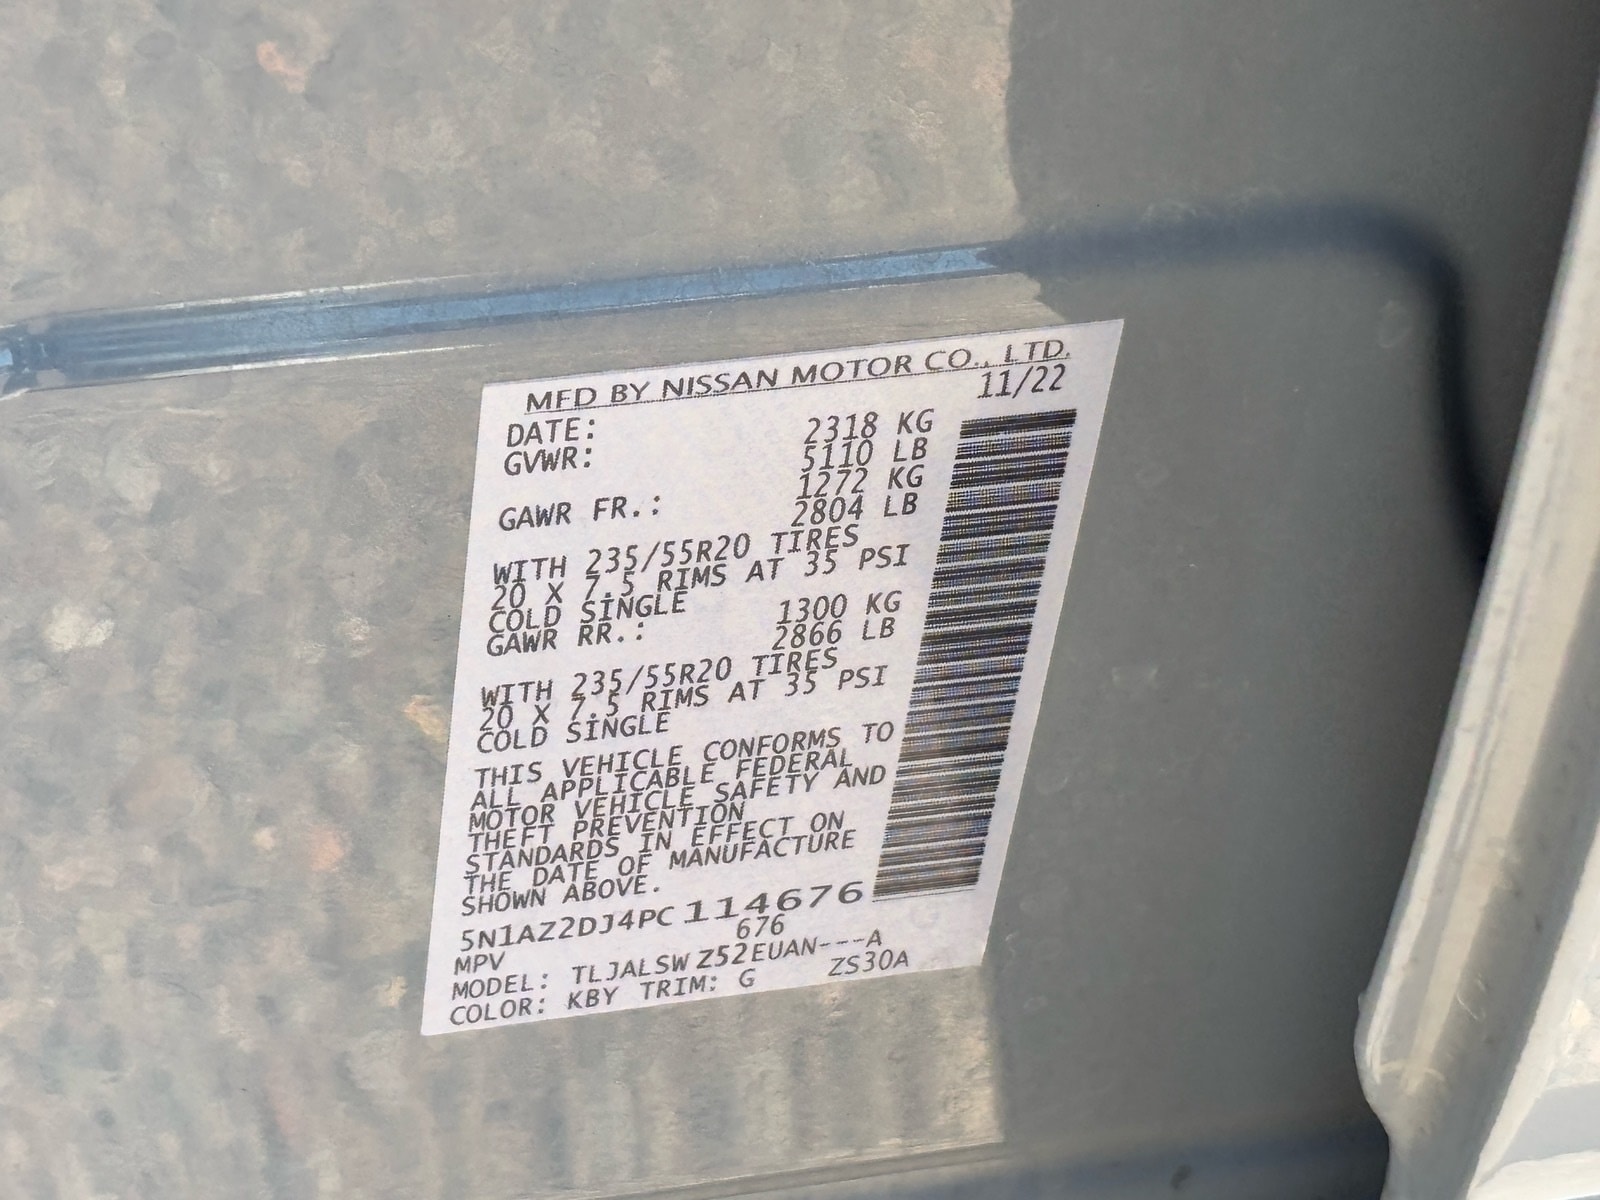 MFD BY NISSAN MOTOR CO., LTD.
DATE: 11/22
GVWR: 2318 KG
5110 LB
GAWR FR.: 1272 KG
2804 LB
WITH 235/55R20 TIRES
20 X 7.5 RIMS AT 35 PSI
COLD SINGLE
GAWR RR.: 1300 KG
2866 LB
WITH 235/55R20 TIRES
20 X 7.5 RIMS AT 35 PSI
COLD SINGLE
THIS VEHICLE CONFORMS TO
ALL APPLICABLE FEDERAL
MOTOR VEHICLE SAFETY AND
THEFT PREVENTION
STANDARDS IN EFFECT ON
THE DATE OF MANUFACTURE
SHOWN ABOVE.
5N1AZ2DJ4PC114676
676
MPV
MODEL: TLJALSWZ52EUAN---A
COLOR: KBY TRIM: G ZS30A